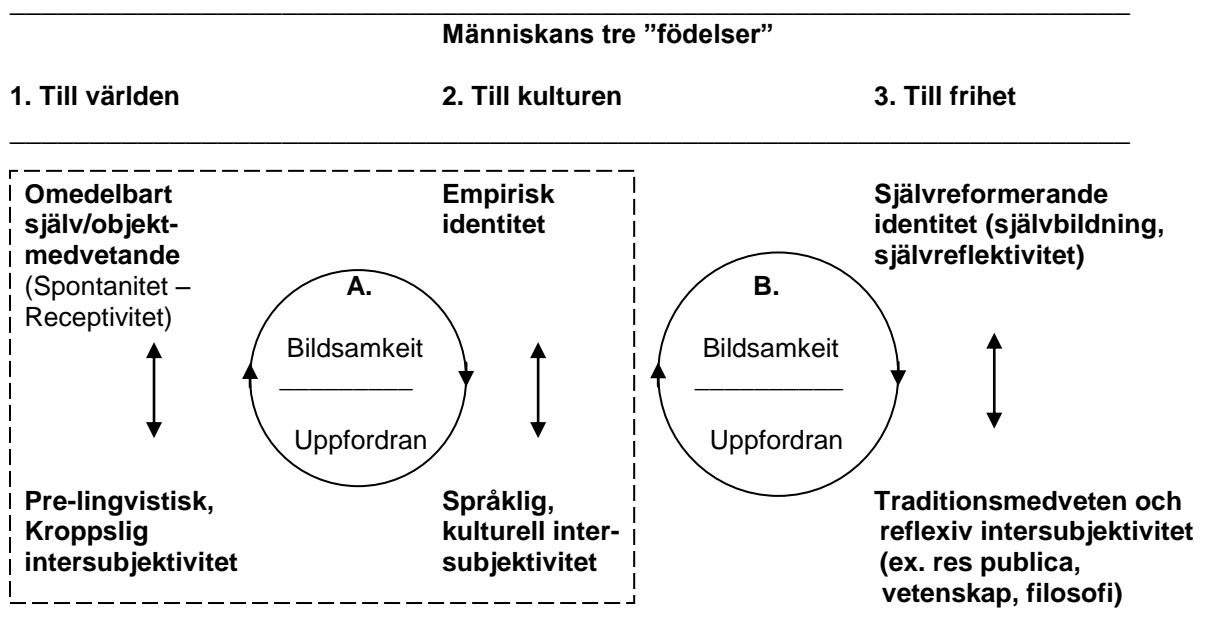 Människans tre ”födelser”
1. Till världen 2. Till kulturen 3. Till frihet
Omedelbart
själv/objekt-
medvetande
(Spontanitet –
Receptivitet)
Empirisk
identitet
Självreformerande
identitet (självbildning,
självreflektivitet)
A.
Bildsamkeit
Uppfordran
B.
Bildsamkeit
Uppfordran
Pre-lingvistisk,
Kroppslig
intersubjektivitet
Språklig,
kulturell inter-
subjektivitet
Traditionsmedveten och
reflexiv intersubjektivitet
(ex. res publica,
vetenskap, filosofi)